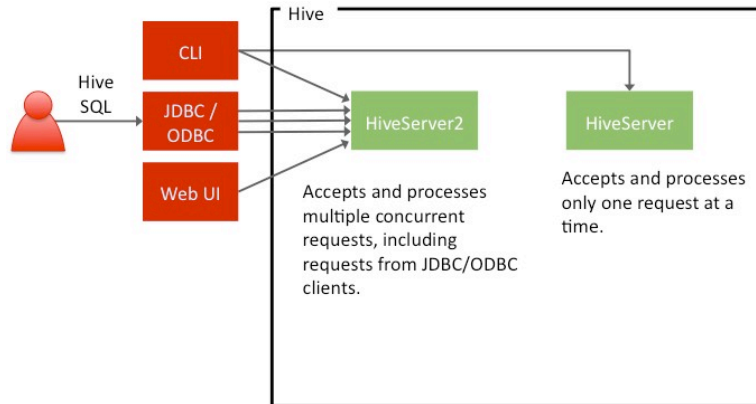 Hive
CLI
Hive
SQL
JDBC /
ODBC
Web UI
HiveServer2
HiveServer
Accepts and processes
multiple concurrent
requests, including
requests from JDBC/ODBC
clients.
Accepts and processes
only one request at a
time.